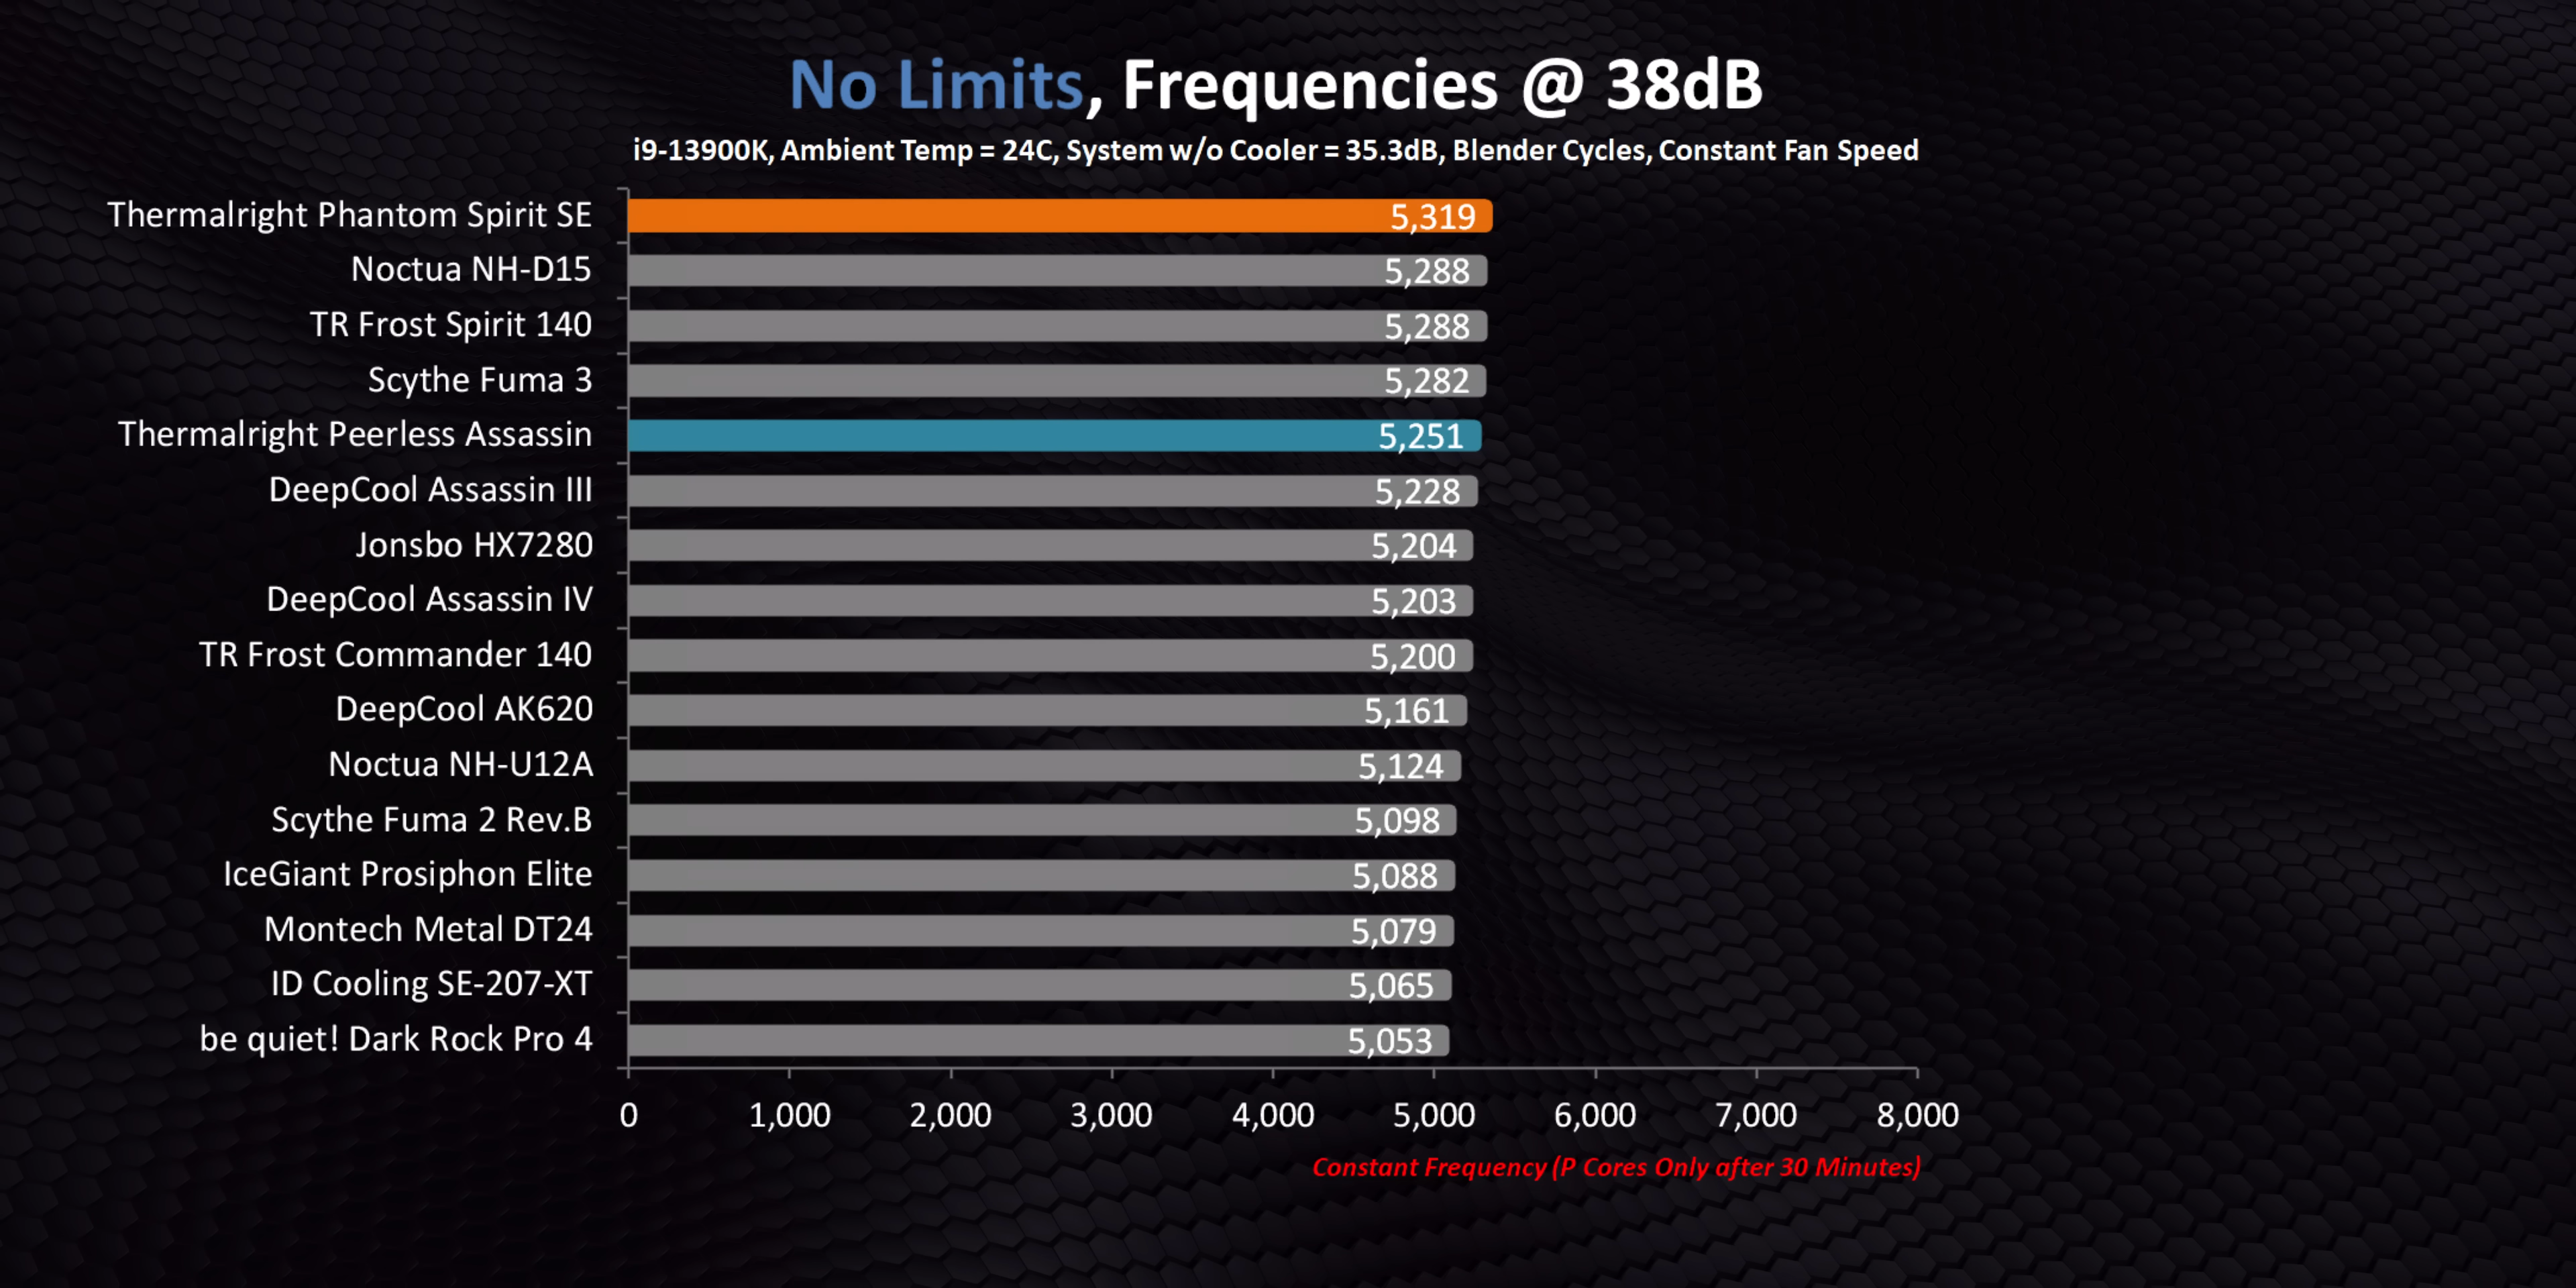 No Limits, Frequencies @ 38dB
i9-13900K, Ambient Temp = 24C, System w/o Cooler = 35.3dB, Blender Cycles, Constant Fan Speed
Thermalright Phantom Spirit SE 5,319
Noctua NH-D15 5,288
TR Frost Spirit 140 5,288
Scythe Fuma 3 5,282
Thermalright Peerless Assassin 5,251
DeepCool Assassin III 5,228
Jonsbo HX7280 5,204
DeepCool Assassin IV 5,203
TR Frost Commander 140 5,200
DeepCool AK620 5,161
Noctua NH-U12A 5,124
Scythe Fuma 2 Rev.B 5,098
IceGiant Prosiphon Elite 5,088
Montech Metal DT24 5,079
ID Cooling SE-207-XT 5,065
be quiet! Dark Rock Pro 4 5,053
0 1,000 2,000 3,000 4,000 5,000 6,000 7,000 8,000
Constant Frequency (P Cores Only after 30 Minutes)